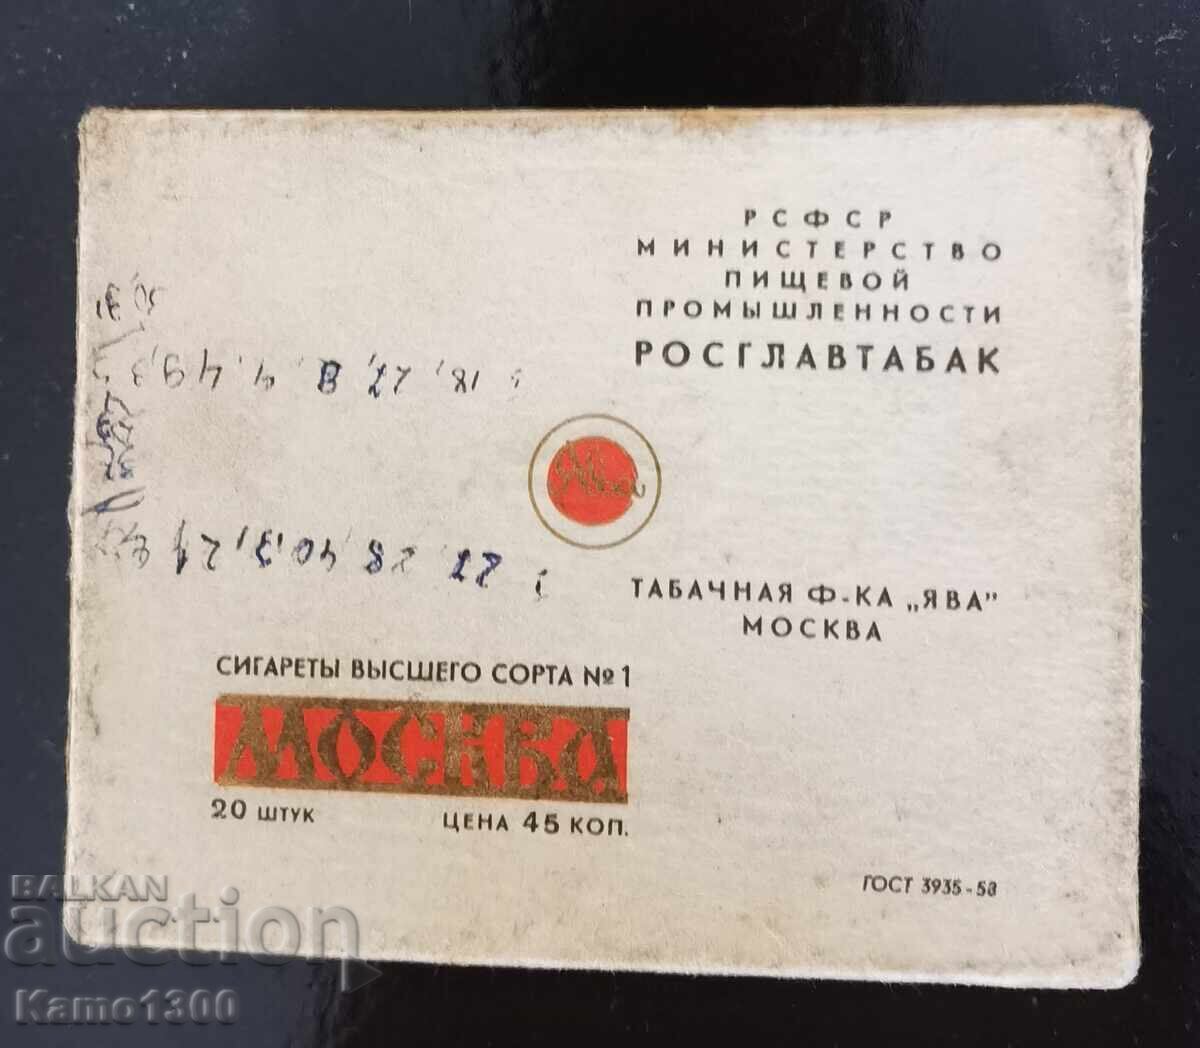 РСФСР
МИНИСТЕРСТВО
ПИЩЕВОЙ
ПРОМЫШЛЕННОСТИ
РОСГЛАВТАБАК
Ява
ТАБАЧНАЯ Ф-КА „ЯВА”
МОСКВА
СИГАРЕТЫ ВЫСШЕГО СОРТА №1
МОСКВА
20 ШТУК ЦЕНА 45 КОП.
ГОСТ 3935-58
BALKAN
auction
Kamo1300